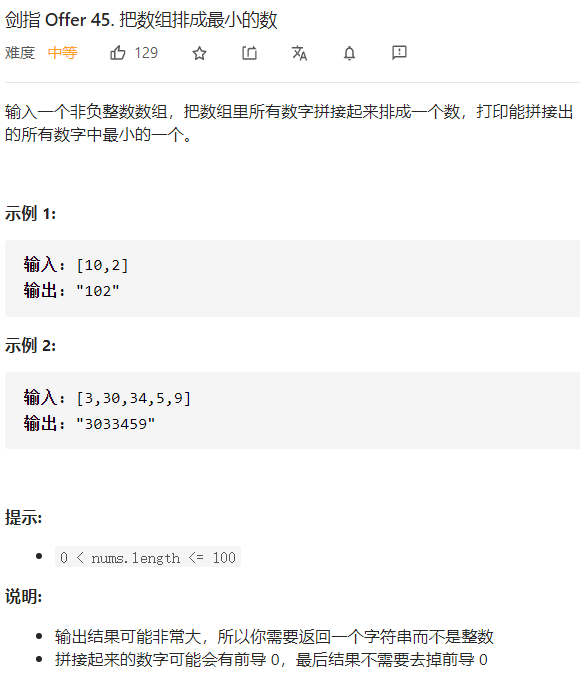 剑指 Offer 45. 把数组排成最小的数
难度 中等 129
输入一个非负整数数组，把数组里所有数字拼接起来排成一个数，打印能拼接出
的所有数字中最小的一个。
示例 1:
输入: [10,2]
输出: "102"
示例 2:
输入: [3,30,34,5,9]
输出: "3033459"
提示:
0 < nums.length <= 100
说明:
输出结果可能非常大，所以你需要返回一个字符串而不是整数
拼接起来的数字可能会有前导 0，最后结果不需要去掉前导 0